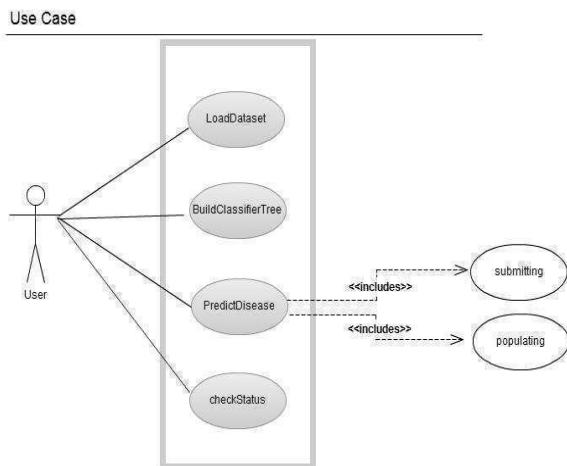 Use Case
LoadDataset
BuildClassifierTree
User
PredictDisease
<<includes>>
submitting
<<includes>>
populating
checkStatus